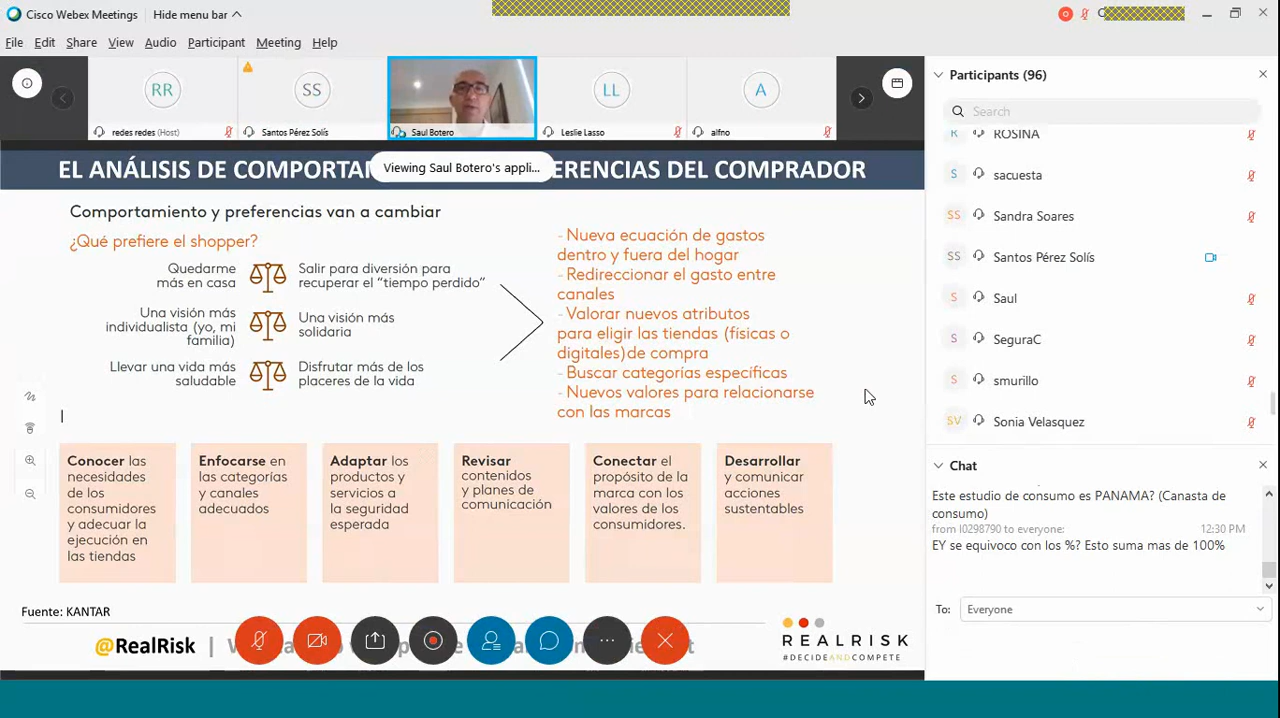 Cisco Webex Meetings
Hide menu bar
File Edit Share View Audio Participant Meeting Help
RR
SS
LL
A
redes redes (Host)
Santos Pérez Solís
Saul Botero
Leslie Lasso
alfno
EL ANÁLISIS DE COMPORTA
Viewing Saul Botero's appli...
ERENCIAS DEL COMPRADOR
Comportamiento y preferencias van a cambiar
¿Qué prefiere el shopper?
Quedarme
más en casa
Salir para diversión para
recuperar el “tiempo perdido”
Una visión más
individualista (yo, mi
familia)
Una visión más
solidaria
Llevar una vida más
saludable
Disfrutar más de los
placeres de la vida
- Nueva ecuación de gastos
dentro y fuera del hogar
- Redireccionar el gasto entre
canales
- Valorar nuevos atributos
para eligir las tiendas (físicas o
digitales)de compra
- Buscar categorías específicas
- Nuevos valores para relacionarse
con las marcas
Conocer las
necesidades
de los
consumidores
y adecuar la
ejecución en
las tiendas
Enfocarse en
las categorías
y canales
adecuados
Adaptar los
productos y
servicios a
la seguridad
esperada
Revisar
contenidos
y planes de
comunicación
Conectar el
propósito de la
marca con los
valores de los
consumidores.
Desarrollar
y comunicar
acciones
sustentables
Fuente: KANTAR
@RealRisk |
REALRISK
#DECIDEANDCOMPETE
Participants (96)
Search
R ROSINA
S sacuesta
SS Sandra Soares
SS Santos Pérez Solís
S Saul
S SeguraC
S smurillo
SV Sonia Velasquez
Chat
Este estudio de consumo es PANAMA? (Canasta de
consumo)
from I0298790 to everyone: 12:30 PM
EY se equivoco con los %? Esto suma mas de 100%
To: Everyone